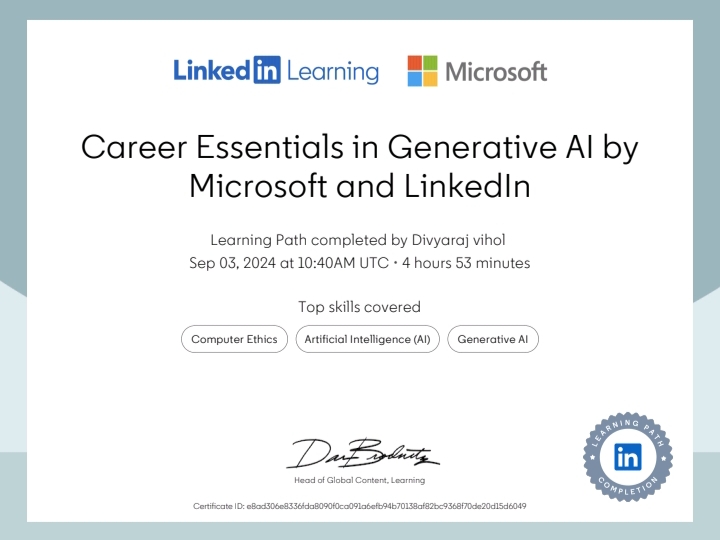 Linked in Learning
Microsoft
Career Essentials in Generative AI by
Microsoft and LinkedIn
Learning Path completed by Divyaraj vihol
Sep 03, 2024 at 10:40AM UTC • 4 hours 53 minutes
Top skills covered
Computer Ethics
Artificial Intelligence (AI)
Generative AI
Head of Global Content, Learning
LEARNING PATH
in
COMPLETION
Certificate ID: e8ad306e8336fda8090f0ca091a6efb94b70138af82bc9368f70de20d15d6049